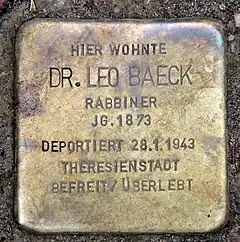 HIER WOHNTE
DR. LEO BAECK
RABBINER
JG. 1873
DEPORTIERT 28.1.1943
THERESIENSTADT
BEFREIT/ÜBERLEBT